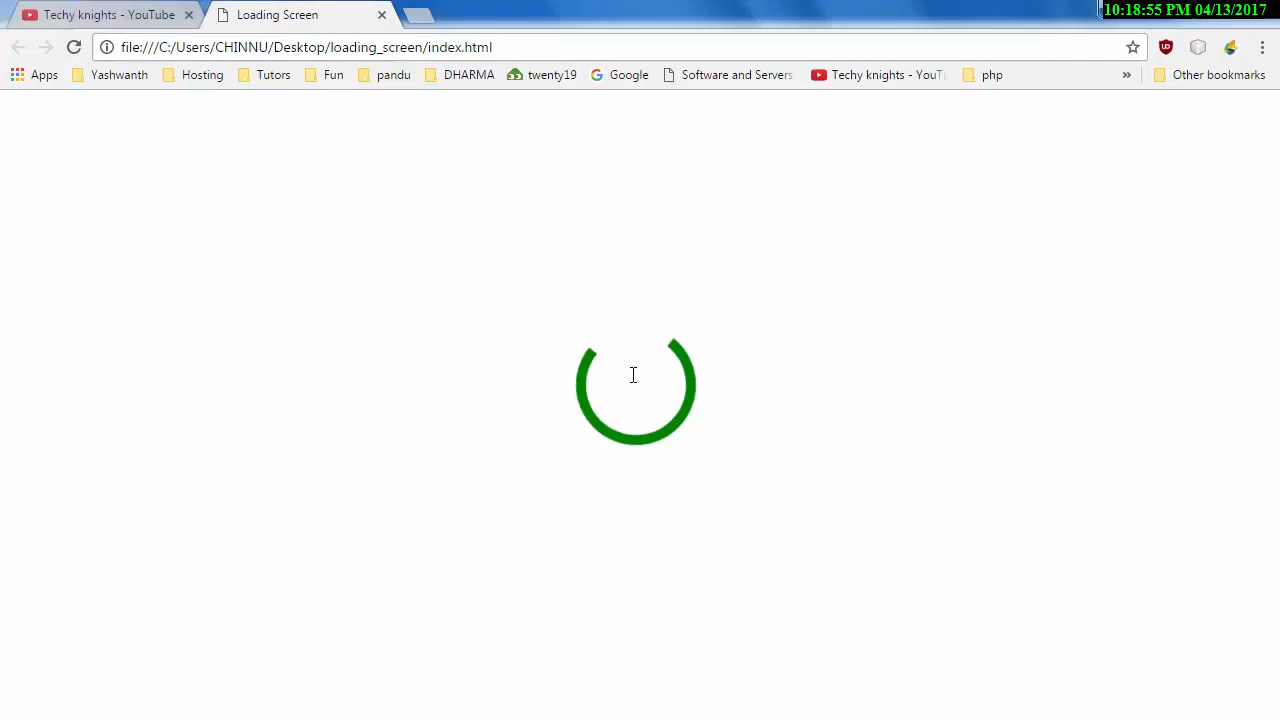 Techy knights - YouTube Loading Screen 10:18:55 PM 04/13/2017
file:///C:/Users/CHINNU/Desktop/loading_screen/index.html
Apps Yashwanth Hosting Tutors Fun pandu DHARMA twenty19 Google Software and Servers Techy knights - YouT php » Other bookmarks